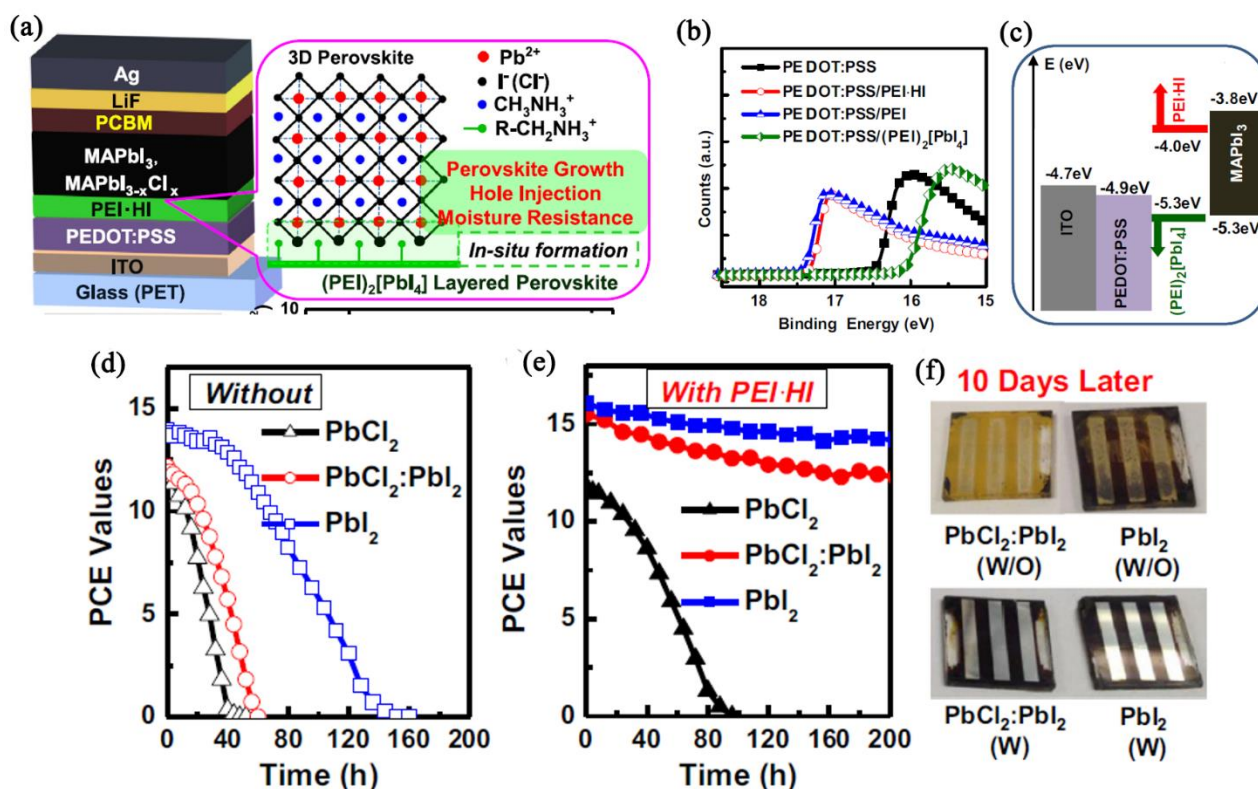 (a)
Ag
LiF
PCBM
MAPbI₃,
MAPbI₃₋ₓClₓ
PEI·HI
PEDOT:PSS
ITO
Glass (PET)
3D Perovskite
Pb²⁺
I⁻(Cl⁻)
CH₃NH₃⁺
R-CH₂NH₃⁺
Perovskite Growth
Hole Injection
Moisture Resistance
In-situ formation
(PEI)₂[PbI₄] Layered Perovskite
10
(b)
Counts (a.u.)
PEDOT:PSS
PEDOT:PSS/PEI·HI
PEDOT:PSS/PEI
PEDOT:PSS/(PEI)₂[PbI₄]
18 17 16 15
Binding Energy (eV)
(c)
E (eV)
-4.7eV
ITO
-4.9eV
PEDOT:PSS
PEI·HI
-4.0eV
-5.3eV
(PEI)₂[PbI₄]
-3.8eV
MAPbI₃
-5.3eV
(d)
Without
PbCl₂
PbCl₂:PbI₂
PbI₂
PCE Values
15
10
5
0
0 40 80 120 160 200
Time (h)
(e)
With PEI·HI
PbCl₂
PbCl₂:PbI₂
PbI₂
PCE Values
15
10
5
0
0 40 80 120 160 200
Time (h)
(f)
10 Days Later
PbCl₂:PbI₂
(W/O)
PbI₂
(W/O)
PbCl₂:PbI₂
(W)
PbI₂
(W)